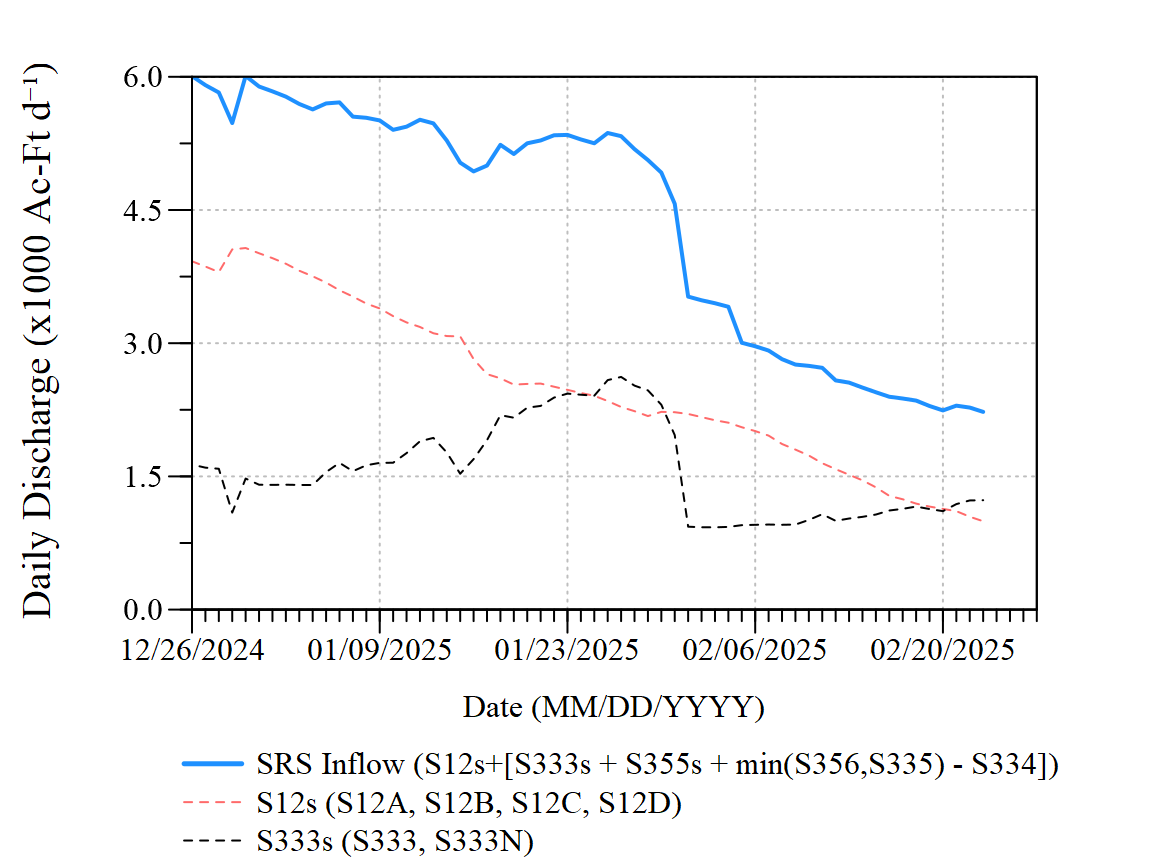 Daily Discharge (x1000 Ac-Ft d⁻¹)
6.0
4.5
3.0
1.5
0.0
12/26/2024 01/09/2025 01/23/2025 02/06/2025 02/20/2025
Date (MM/DD/YYYY)
SRS Inflow (S12s+[S333s + S355s + min(S356,S335) - S334])
S12s (S12A, S12B, S12C, S12D)
S333s (S333, S333N)